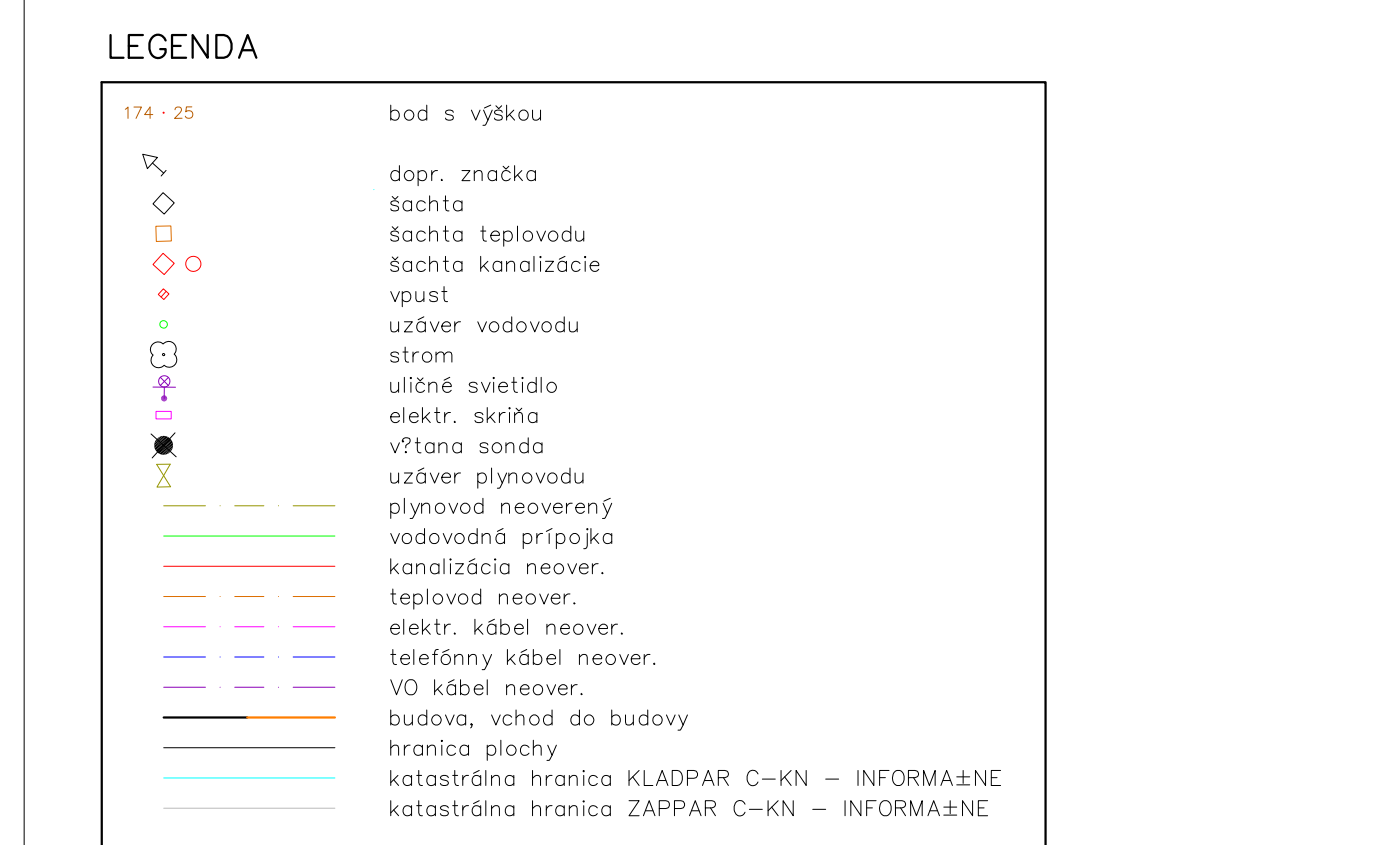 LEGENDA
174 · 25 bod s výškou
dopr. značka
šachta
šachta teplovodu
šachta kanalizácie
vpust
uzáver vodovodu
strom
uličné svietidlo
elektr. skriňa
v?tana sonda
uzáver plynovodu
plynovod neoverený
vodovodná prípojka
kanalizácia neover.
teplovod neover.
elektr. kábel neover.
telefónny kábel neover.
VO kábel neover.
budova, vchod do budovy
hranica plochy
katastrálna hranica KLADPAR C-KN - INFORMA±NE
katastrálna hranica ZAPPAR C-KN - INFORMA±NE